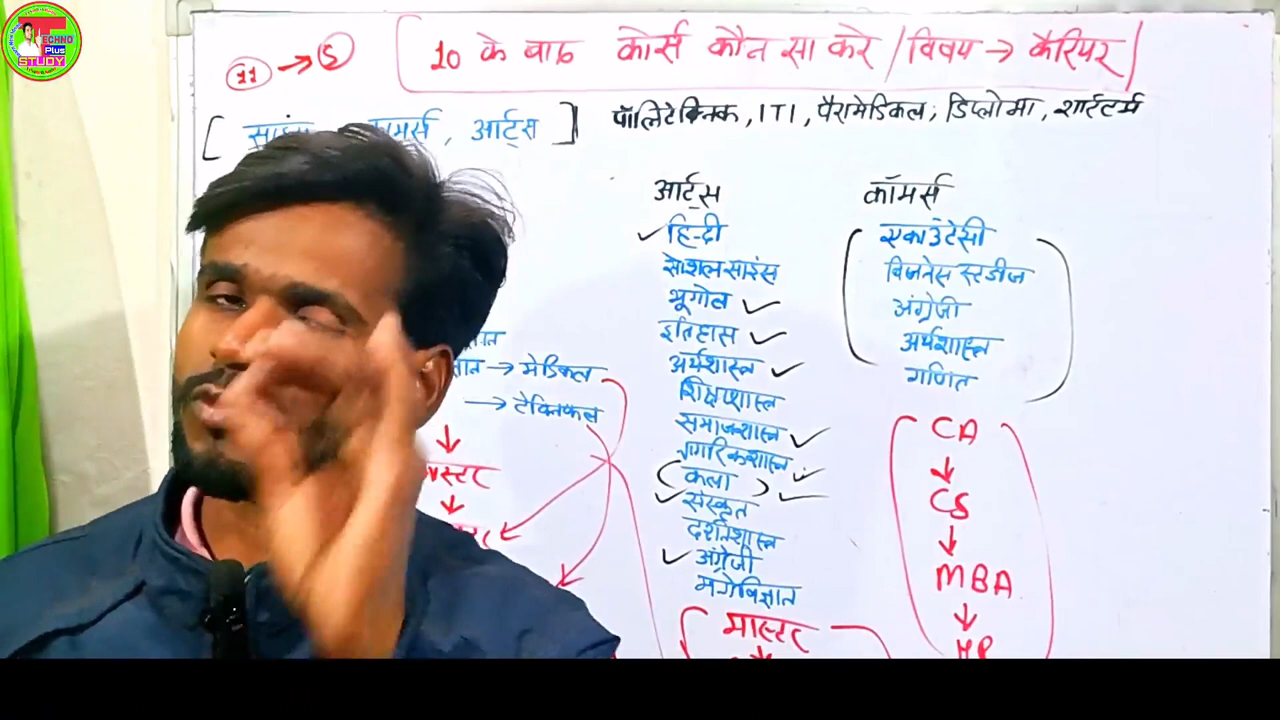 TECHNO
Plus
STUDY
11 → 5
10 के बाद कोर्स कौन सा करे / विषय → कैरियर
[ साइंस, कामर्स, आर्ट्स ]
पॉलिटेक्निक, ITI, पैरामेडिकल, डिप्लोमा, शार्टटर्म
आर्ट्स
हिन्दी
सोशल साइंस
भूगोल
इतिहास
अर्थशास्त्र
शिक्षाशास्त्र
समाजशास्त्र
नागरिकशास्त्र
कला
संस्कृत
दर्शनशास्त्र
अंग्रेजी
मनोविज्ञान
मास्टर
कॉमर्स
एकाउंटेंसी
बिजनेस स्टडीज
अंग्रेजी
अर्थशास्त्र
गणित
CA
CS
MBA
→ मेडिकल
→ टैक्निकल